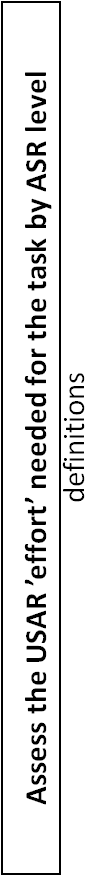 Assess the USAR ’effort’ needed for the task by ASR level
definitions